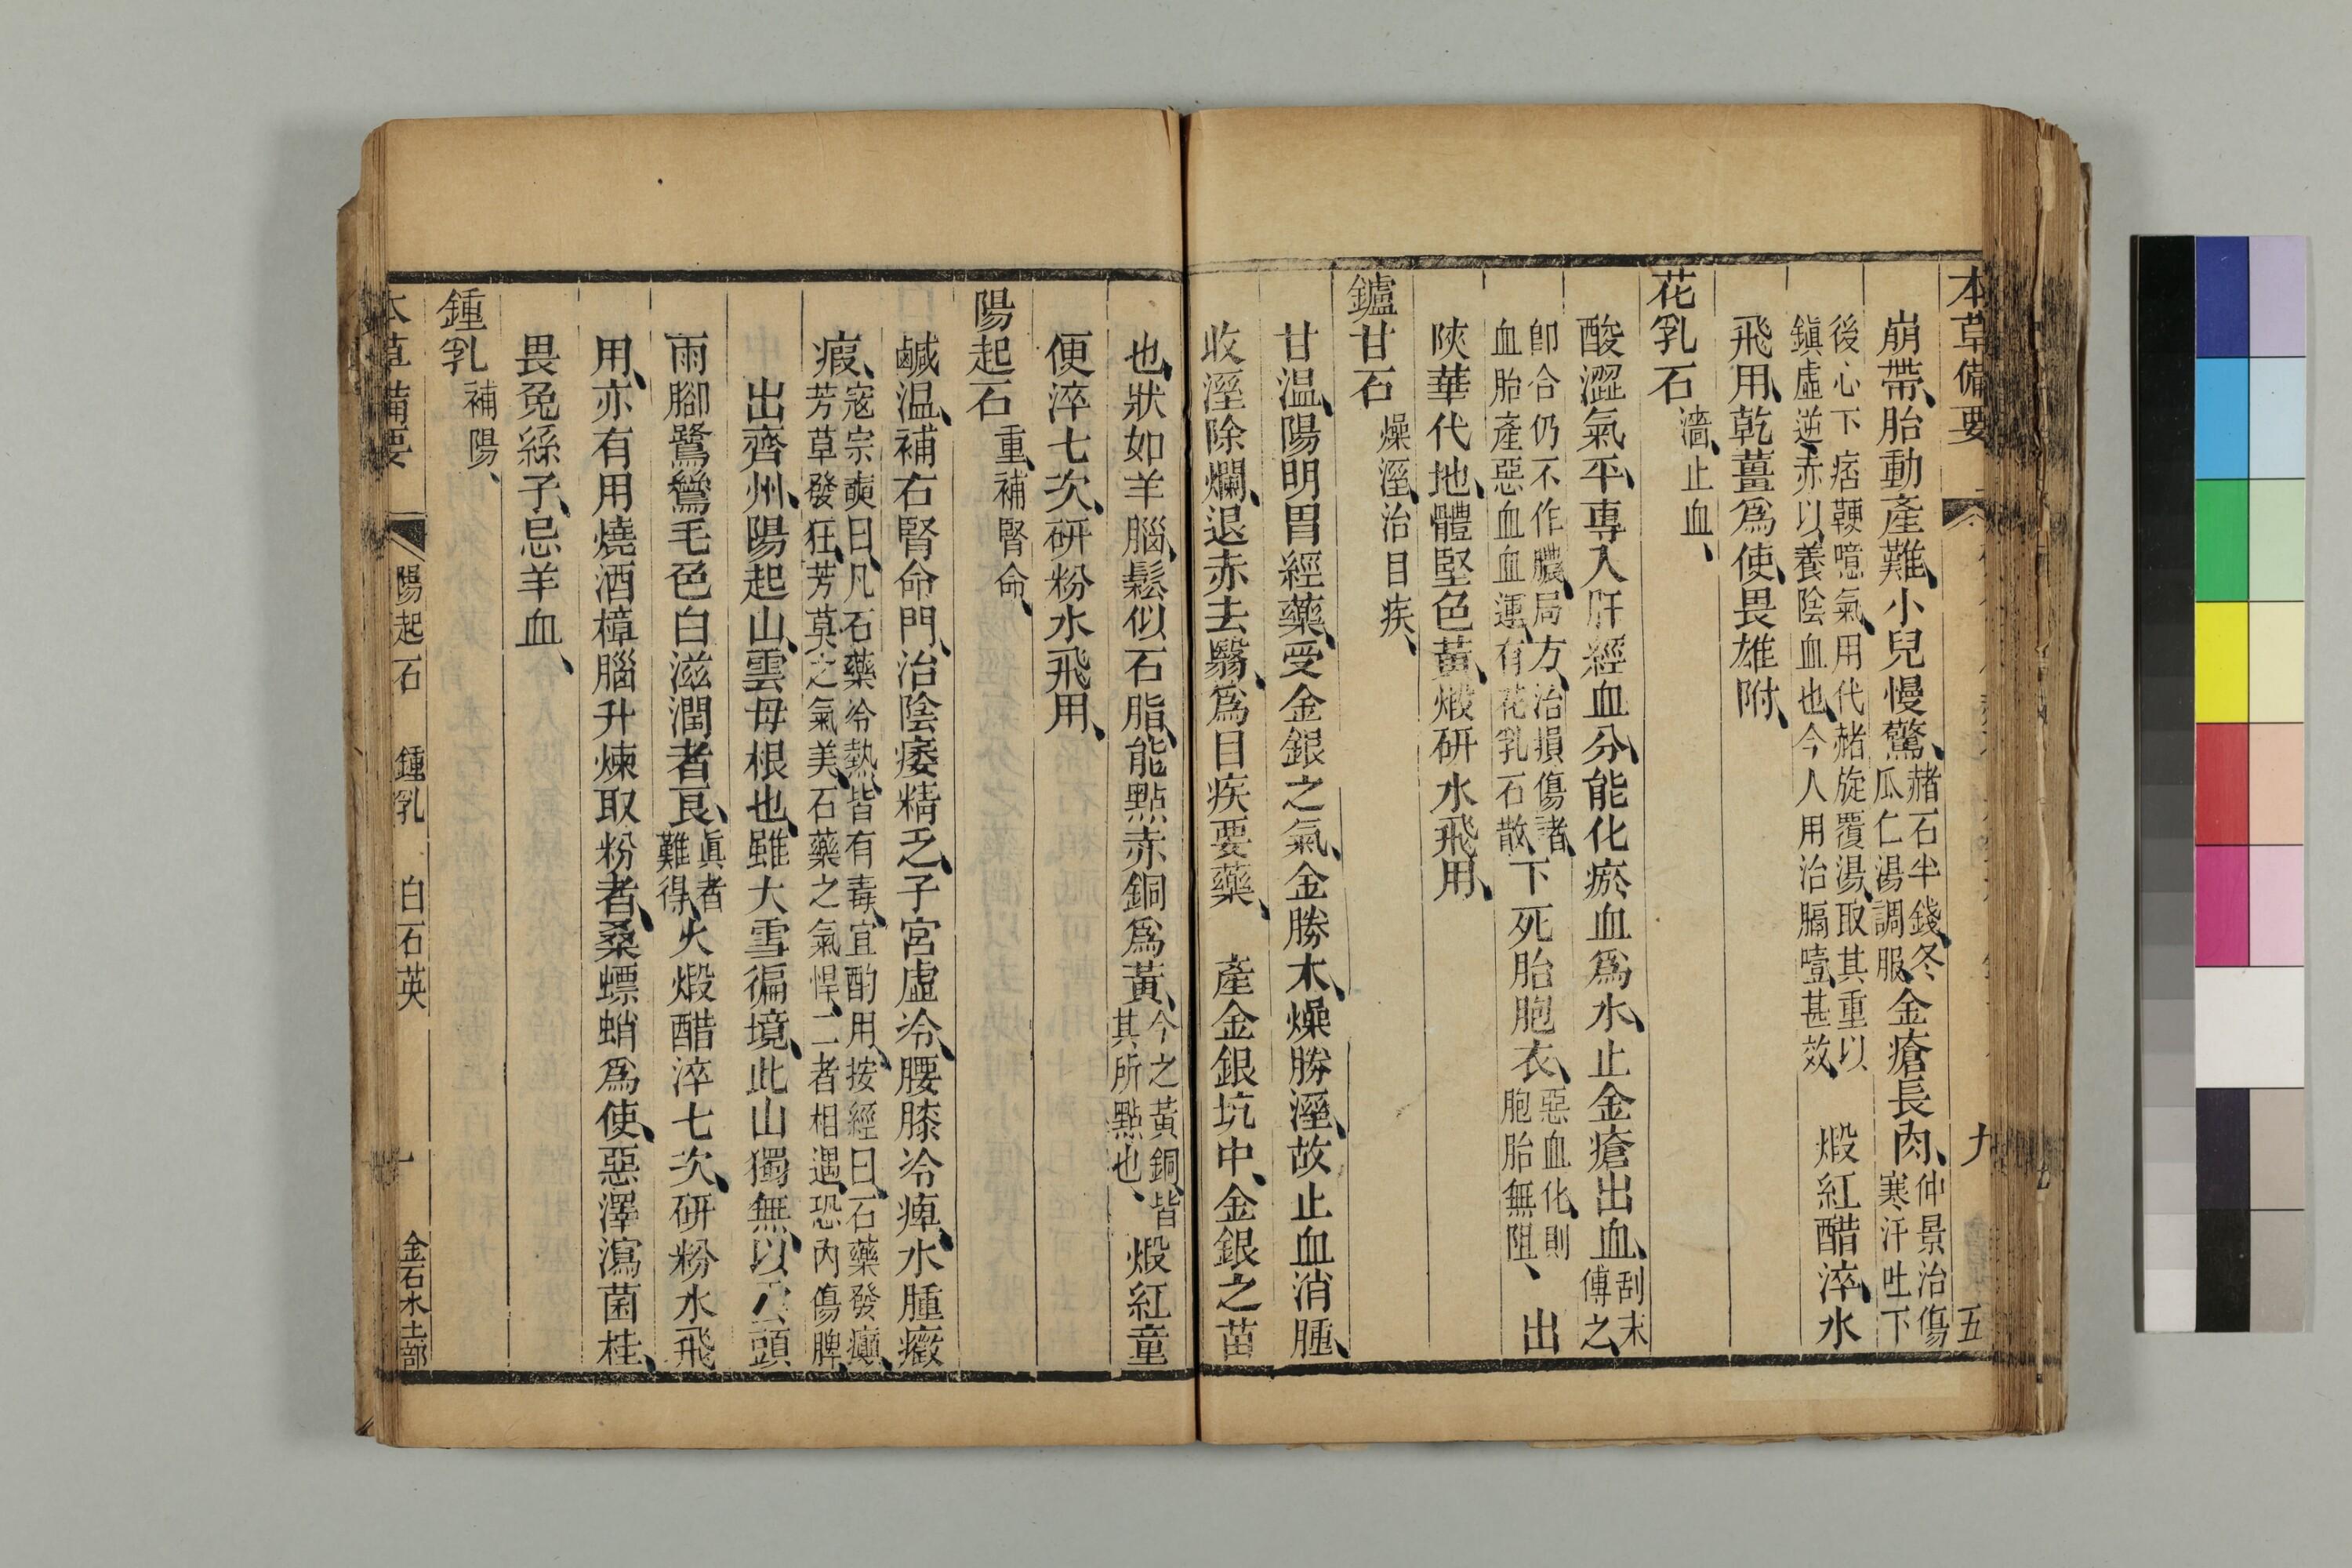 本草備要
九
五
崩帶、胎動產難、小兒慢驚、赭石半錢、冬瓜仁湯調服、金瘡長肉、仲景治傷寒汗吐下
後心下痞鞕噫氣、用代赭旋覆湯、取其重以鎮虛逆、赤以養陰血也、今人用治膈噎甚效、煅紅醋淬、水
飛用、乾薑爲使、畏雄附、
花乳石濇、止血、
酸澀氣平、專入肝經血分、能化瘀血爲水、止金瘡出血、刮末傅之、
卽合仍不作膿、局方、治損傷諸血胎產惡血血運、有花乳石散、下死胎胞衣、惡血化、則胞胎無阻、出
陝華代地、體堅色黃、煅研水飛用、
鑪甘石燥溼、治目疾、
甘温、陽明胃經藥、受金銀之氣、金勝木、燥勝溼、故止血消腫、
收溼除爛、退赤去翳、爲目疾要藥、產金銀坑中、金銀之苗
也、狀如羊腦、鬆似石脂、能點赤銅爲黃、今之黃銅、皆其所點也、煅紅童
便淬七次、研粉水飛用、
陽起石重、補腎命、
鹹温、補右腎命門、治陰痿精乏、子宮虛冷、腰膝冷痺、水腫癥
瘕、寇宗奭曰、凡石藥冷熱、皆有毒、宜酌用、按經曰、石藥發癲、芳草發狂、芳草之氣美、石藥之氣悍、二者相遇、恐內傷脾、
出齊州、陽起山、雲母根也、雖大雪徧境、此山獨無、以雲頭
雨腳鷺鷥毛色白滋潤者良、眞者難得、火煅醋淬七次、研粉水飛
用、亦有用燒酒樟腦升煉取粉者、桑螵蛸爲使、惡澤瀉菌桂、
畏兔絲子、忌羊血、
鍾乳補陽、
本草備要
陽起石 鍾乳 白石英
金石水土部